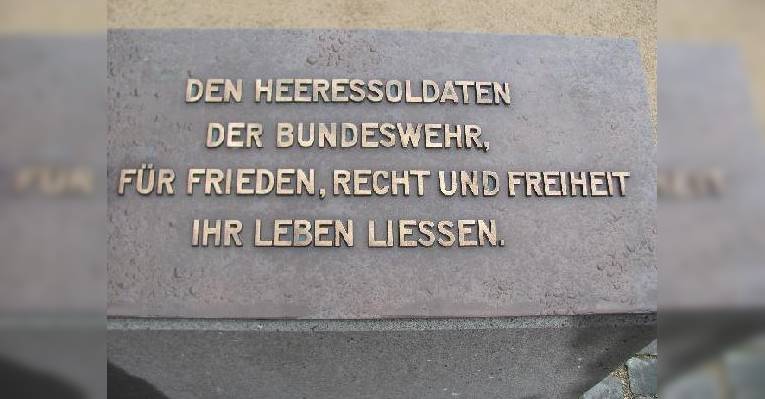 DEN HEERESSOLDATEN
DER BUNDESWEHR,
FÜR FRIEDEN, RECHT UND FREIHEIT
IHR LEBEN LIESSEN.